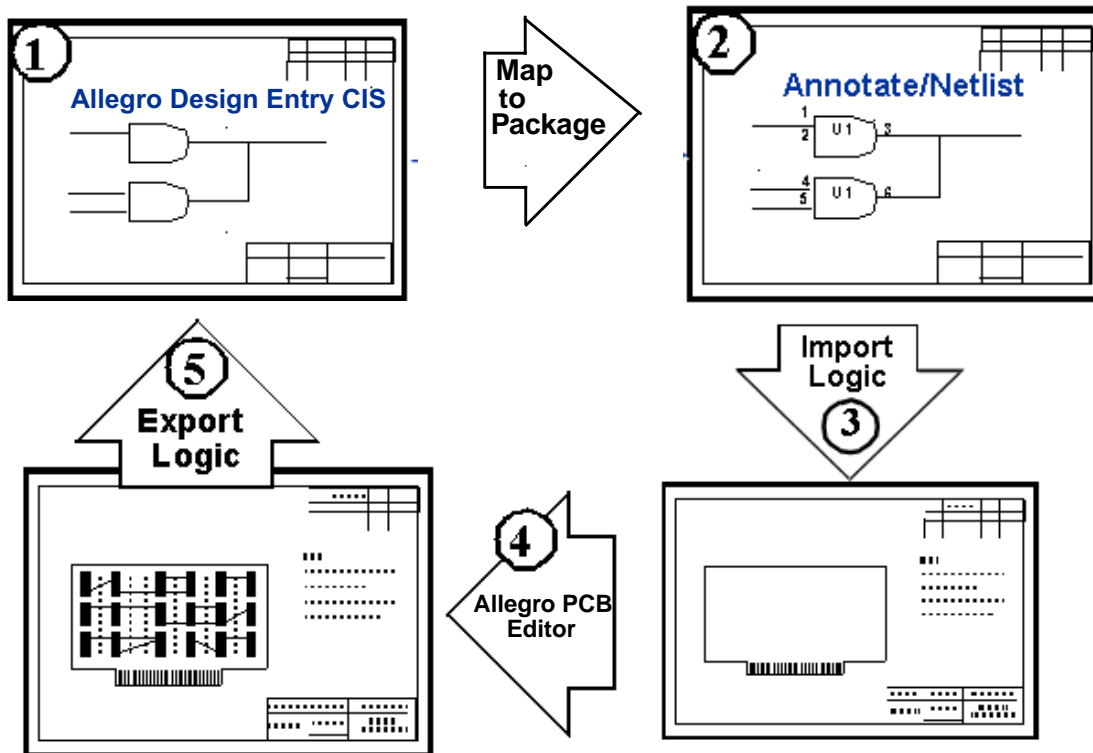 1
Allegro Design Entry CIS
Map
to
Package
2
Annotate/Netlist
1
2
U1
3
4
5
U1
6
Import
Logic
3
4
Allegro PCB
Editor
5
Export
Logic